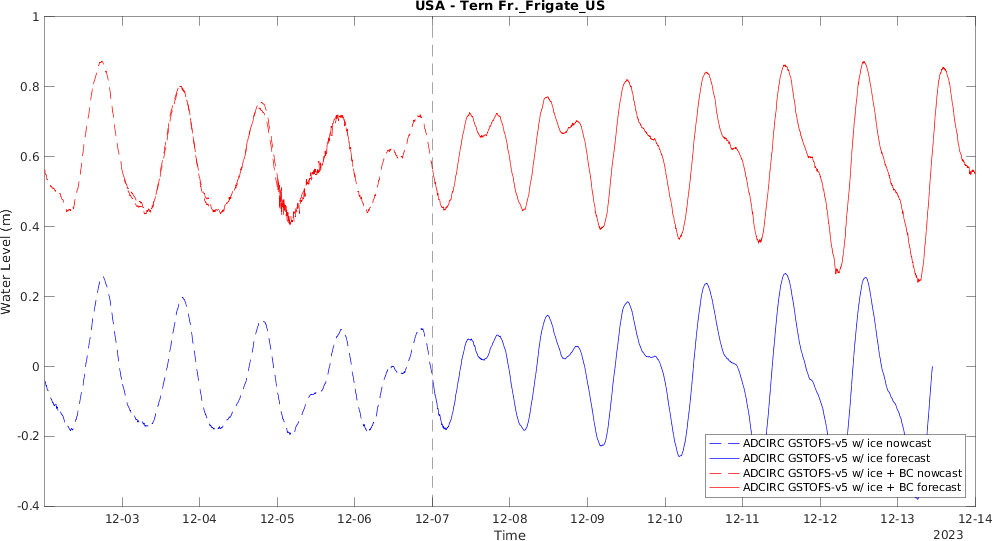 USA - Tern Fr._Frigate_US
Water Level (m)
1
0.8
0.6
0.4
0.2
0
-0.2
-0.4
ADCIRC GSTOFS-v5 w/ ice nowcast
ADCIRC GSTOFS-v5 w/ ice forecast
ADCIRC GSTOFS-v5 w/ ice + BC nowcast
ADCIRC GSTOFS-v5 w/ ice + BC forecast
12-03 12-04 12-05 12-06 12-07 12-08 12-09 12-10 12-11 12-12 12-13 12-14
Time
2023